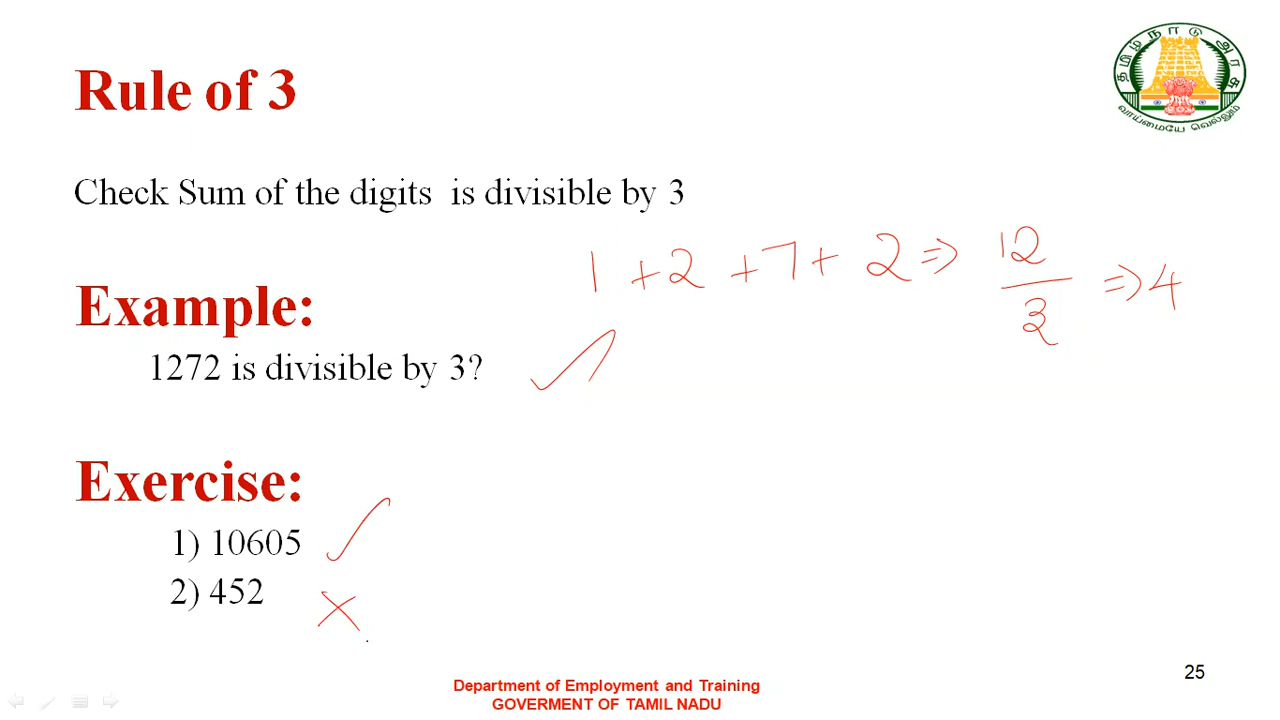 தமிழ்நாடு அரசு
வாய்மையே வெல்லும்
Rule of 3
Check Sum of the digits is divisible by 3
1 + 2 + 7 + 2 ⇒ 12/3 ⇒ 4
Example:
1272 is divisible by 3?
Exercise:
1) 10605
2) 452
25
Department of Employment and Training
GOVERMENT OF TAMIL NADU